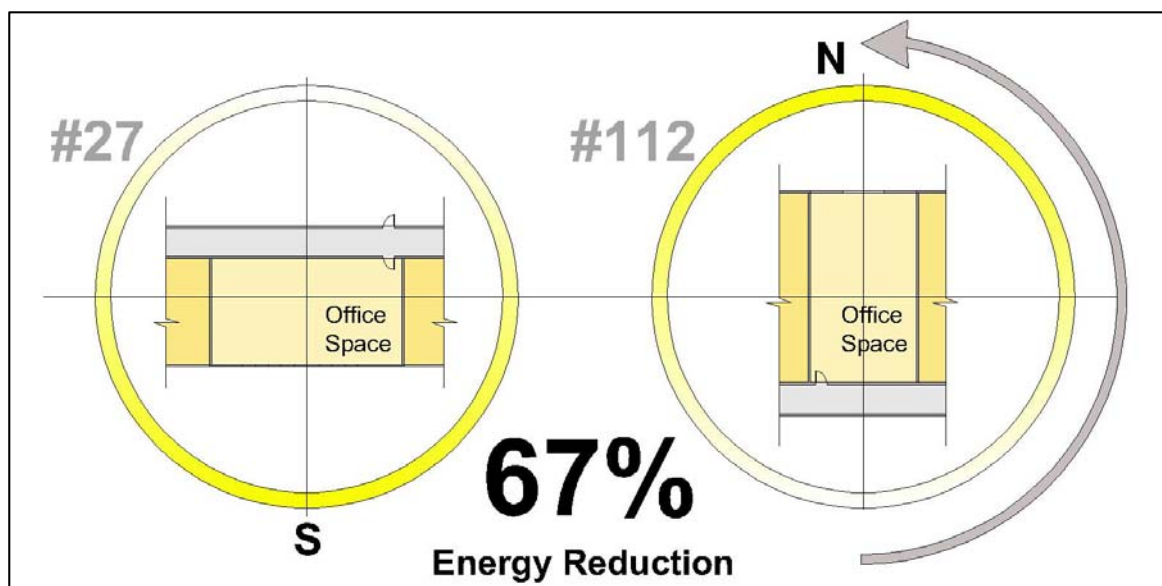 #27
Office
Space
S
#112
N
Office
Space
67%
Energy Reduction